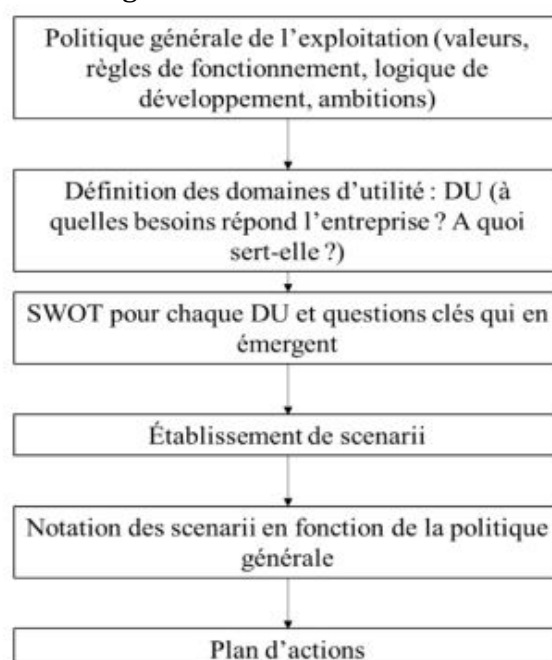 Politique générale de l’exploitation (valeurs,
règles de fonctionnement, logique de
développement, ambitions)
Définition des domaines d’utilité : DU (à
quelles besoins répond l’entreprise ? A quoi
sert-elle ?)
SWOT pour chaque DU et questions clés qui en
émergent
Établissement de scenarii
Notation des scenarii en fonction de la politique
générale
Plan d’actions